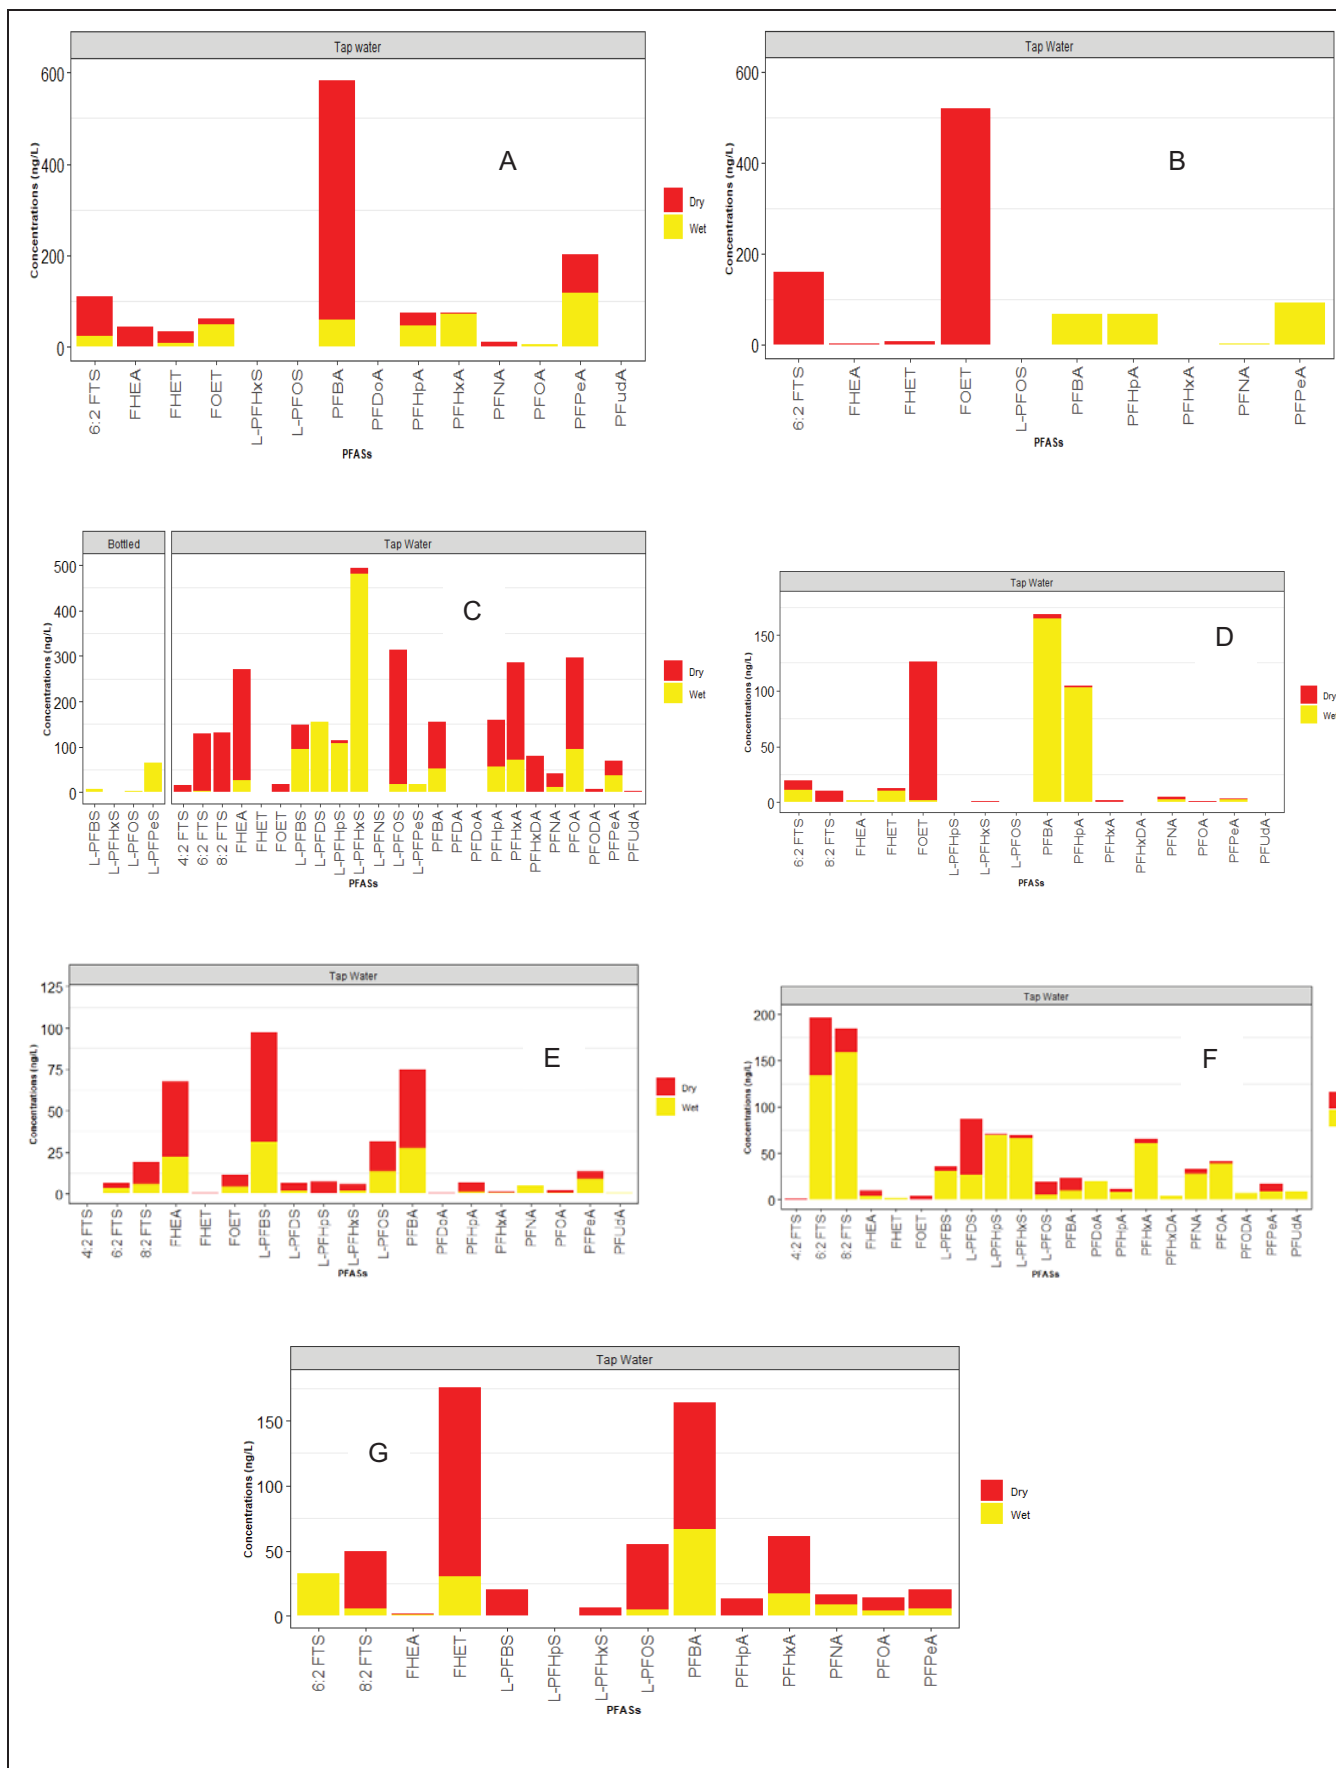 Tap water
Concentrations (ng/L)
600
400
200
0
A
6:2 FTS
FHEA
FHET
FOET
L-PFHxS
L-PFOS
PFBA
PFDoA
PFHpA
PFHxA
PFNA
PFOA
PFPeA
PFUdA
PFASs
Dry
Wet
Tap Water
Concentrations (ng/L)
600
400
200
0
B
6:2 FTS
FHEA
FHET
FOET
L-PFOS
PFBA
PFHpA
PFHxA
PFNA
PFPeA
PFASs
Bottled
Tap Water
Concentrations (ng/L)
500
400
300
200
100
0
C
L-PFBS
L-PFHxS
L-PFOS
L-PFPeS
4:2 FTS
6:2 FTS
8:2 FTS
FHEA
FHET
FOET
L-PFBS
L-PFDS
L-PFHpS
L-PFHxS
L-PFNS
L-PFOS
L-PFPeS
PFBA
PFDA
PFDoA
PFHpA
PFHxA
PFHxDA
PFNA
PFOA
PFODA
PFPeA
PFUdA
PFASs
Dry
Wet
Tap Water
Concentrations (ng/L)
150
100
50
0
D
6:2 FTS
8:2 FTS
FHEA
FHET
FOET
L-PFHpS
L-PFHxS
L-PFOS
PFBA
PFHpA
PFHxA
PFHxDA
PFNA
PFOA
PFPeA
PFUdA
PFASs
Dry
Wet
Tap Water
Concentrations (ng/L)
125
100
75
50
25
0
E
4:2 FTS
6:2 FTS
8:2 FTS
FHEA
FHET
FOET
L-PFBS
L-PFDS
L-PFHpS
L-PFHxS
L-PFOS
PFBA
PFDoA
PFHpA
PFHxA
PFNA
PFOA
PFPeA
PFUdA
PFASs
Dry
Wet
Tap Water
Concentrations (ng/L)
200
150
100
50
0
F
4:2 FTS
6:2 FTS
8:2 FTS
FHEA
FHET
FOET
L-PFBS
L-PFDS
L-PFHpS
L-PFHxS
L-PFOS
PFBA
PFDoA
PFHpA
PFHxA
PFHxDA
PFNA
PFOA
PFODA
PFPeA
PFUdA
PFASs
Tap Water
Concentrations (ng/L)
150
100
50
0
G
6:2 FTS
8:2 FTS
FHEA
FHET
L-PFBS
L-PFHpS
L-PFHxS
L-PFOS
PFBA
PFHpA
PFHxA
PFNA
PFOA
PFPeA
PFASs
Dry
Wet